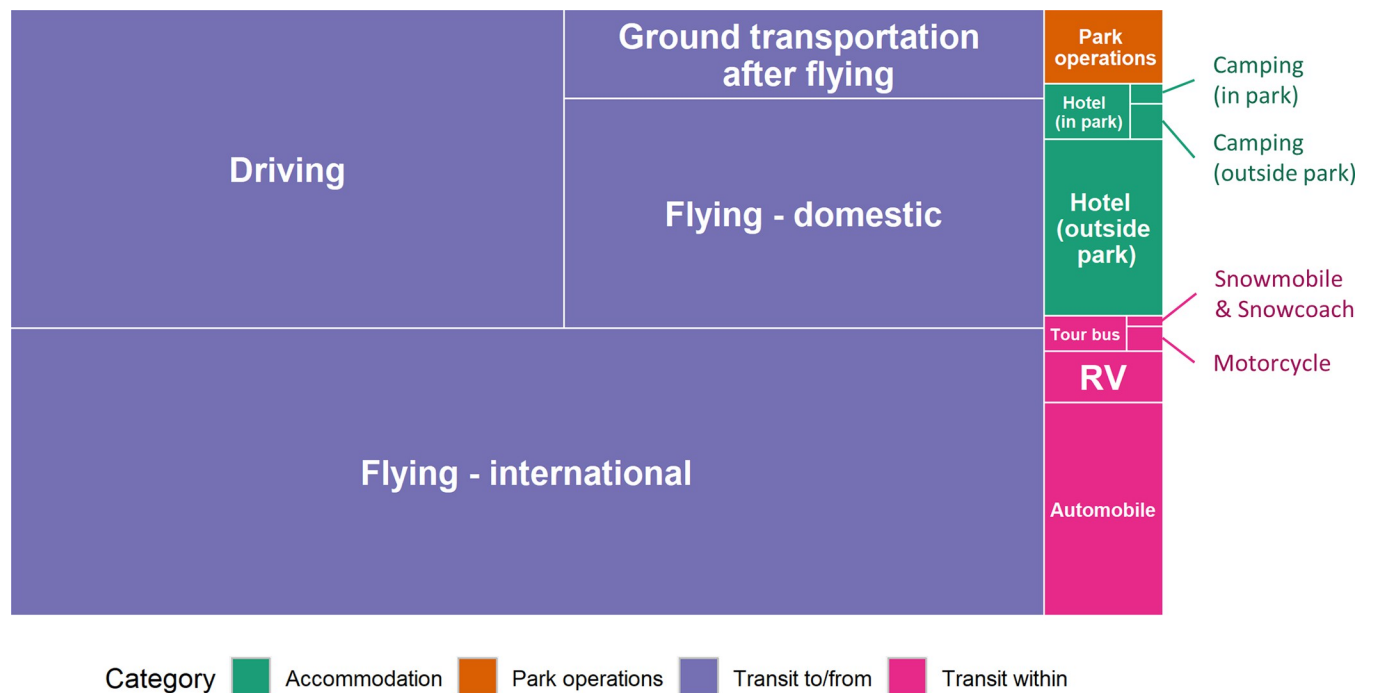 Driving
Ground transportation
after flying
Flying - domestic
Flying - international
Park
operations
Hotel
(in park)
Camping
(in park)
Camping
(outside park)
Hotel
(outside
park)
Snowmobile
& Snowcoach
Tour bus
Motorcycle
RV
Automobile
Category Accommodation Park operations Transit to/from Transit within